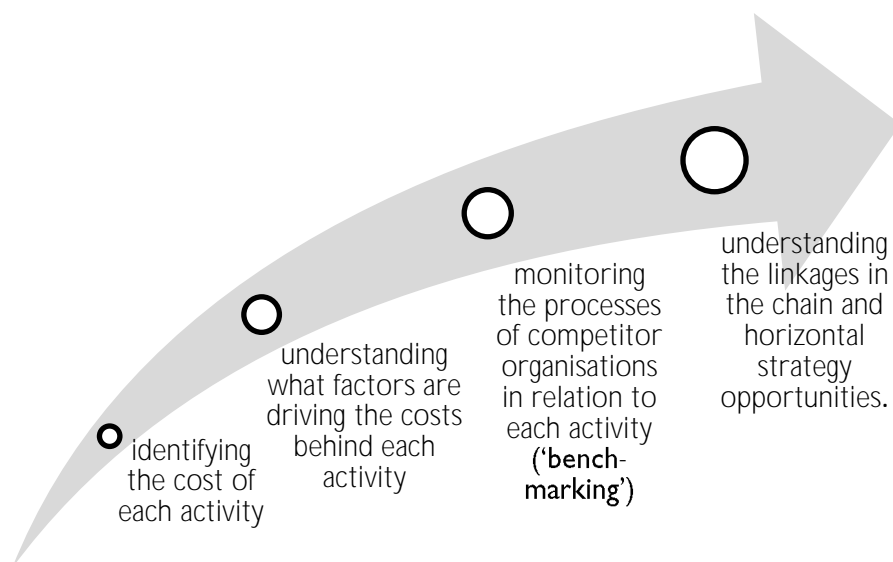 identifying
the cost of
each activity
understanding
what factors are
driving the costs
behind each
activity
monitoring
the processes
of competitor
organisations
in relation to
each activity
(‘bench-
marking’)
understanding
the linkages in
the chain and
horizontal
strategy
opportunities.